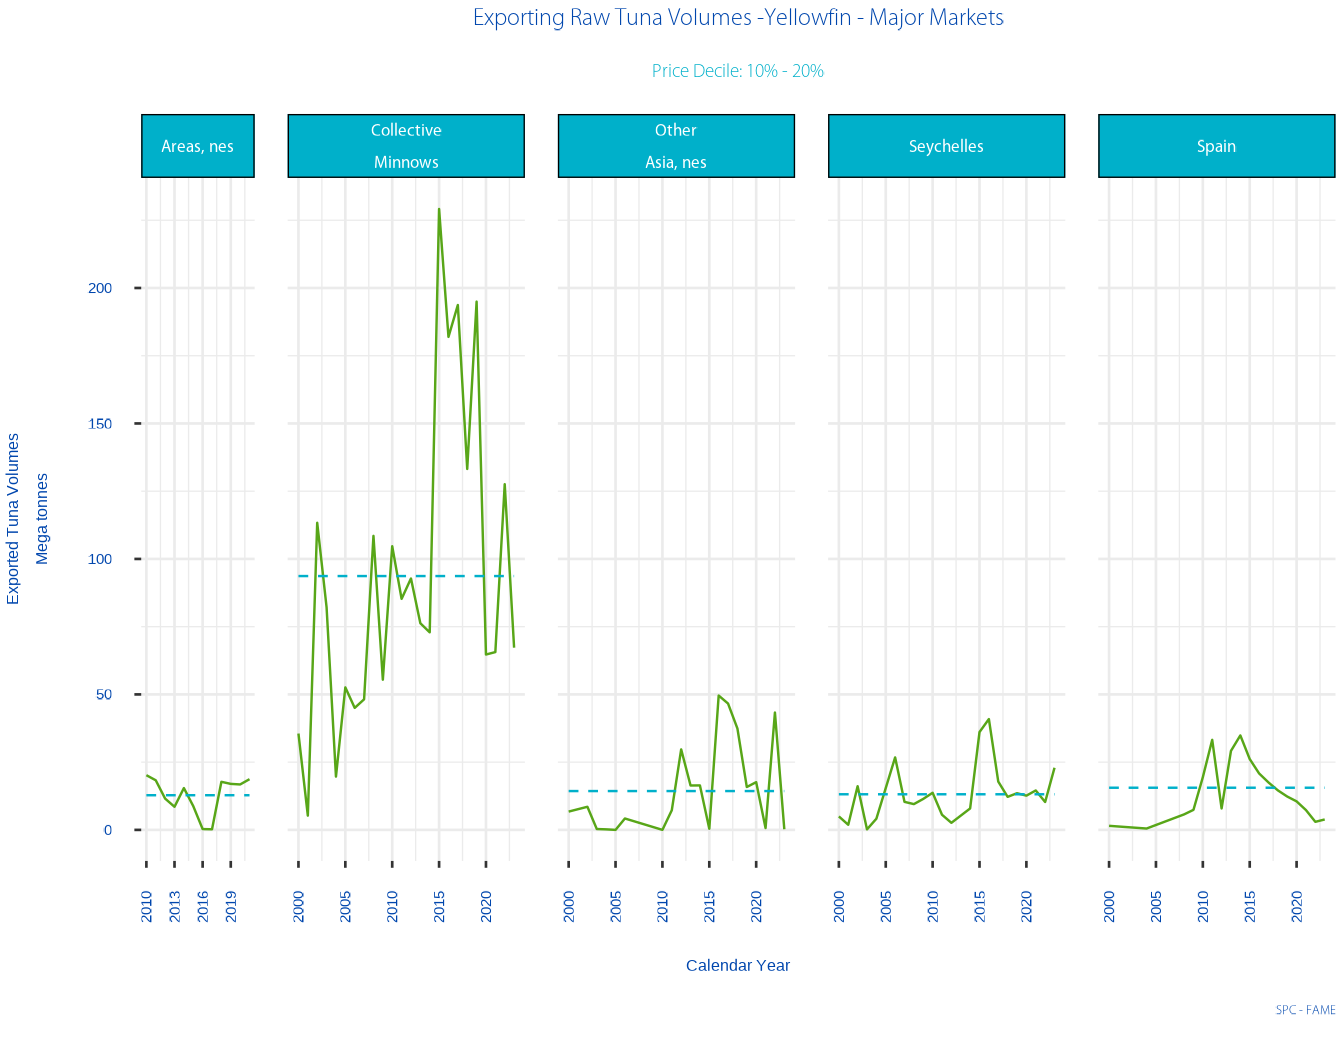 Exporting Raw Tuna Volumes -Yellowfin - Major Markets
Price Decile: 10% - 20%
Areas, nes
Collective
Minnows
Other
Asia, nes
Seychelles
Spain
Exported Tuna Volumes
Mega tonnes
200
150
100
50
0
2010 2013 2016 2019
2000 2005 2010 2015 2020
2000 2005 2010 2015 2020
2000 2005 2010 2015 2020
2000 2005 2010 2015 2020
Calendar Year
SPC - FAME